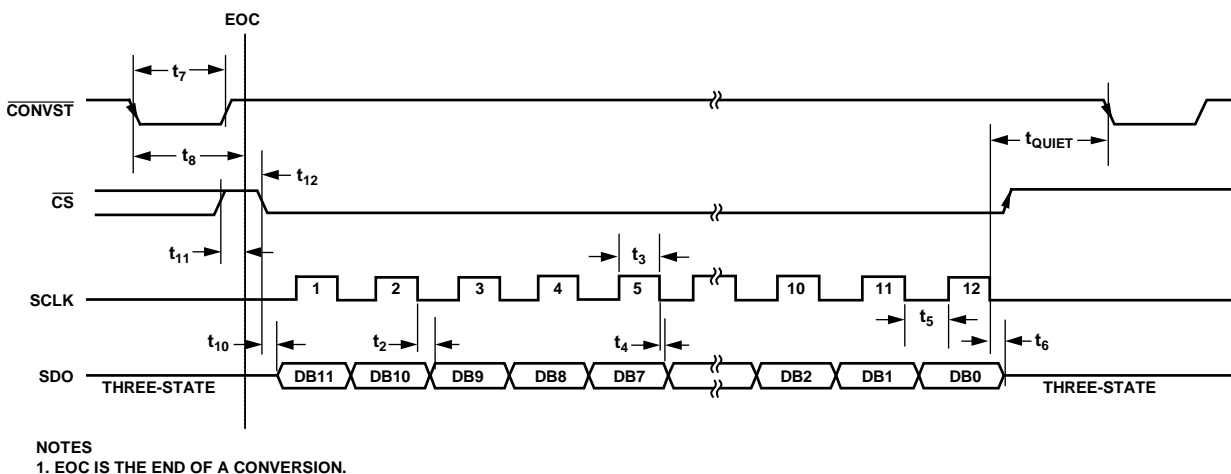 EOC
t7
CONVST
t8
tQUIET
t12
CS
t11
t3
SCLK
1 2 3 4 5 10 11 12
t10
t2
t4
t5
t6
SDO
THREE-STATE
DB11 DB10 DB9 DB8 DB7 DB2 DB1 DB0
THREE-STATE
NOTES
1. EOC IS THE END OF A CONVERSION.